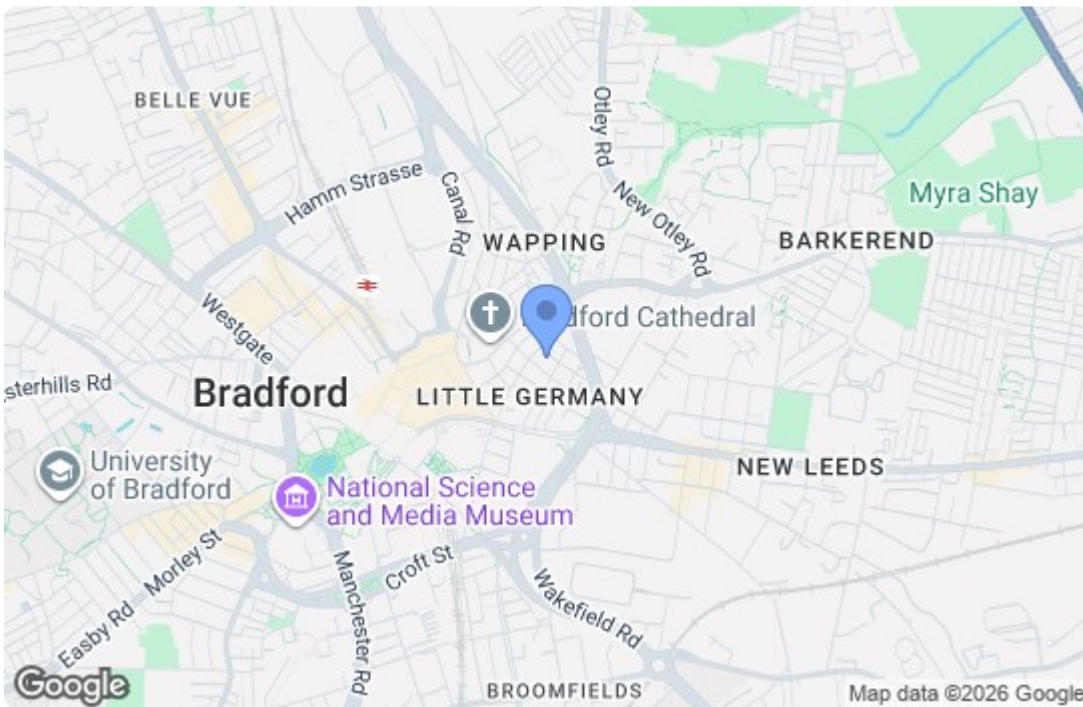 BELLE VUE
Hamm Strasse
Canal Rd
Otley Rd
New Otley Rd
Myra Shay
WAPPING
BARKEREND
Westgate
Bradford Cathedral
sterhills Rd
Bradford
LITTLE GERMANY
University
of Bradford
NEW LEEDS
National Science
and Media Museum
Morley St
Croft St
Easby Rd
Manchester Rd
Wakefield Rd
BROOMFIELDS
Google
Map data ©2026 Google